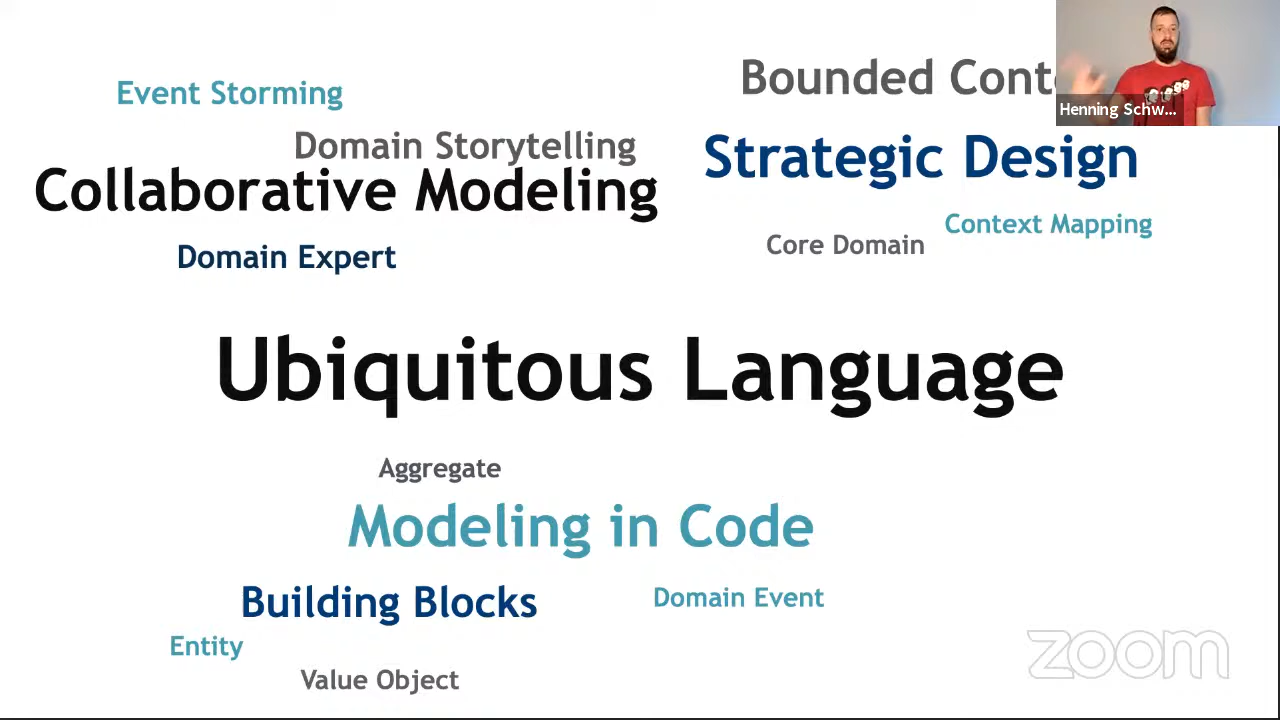 Event Storming
Domain Storytelling
Collaborative Modeling
Domain Expert
Bounded
Strategic Design
Context Mapping
Core Domain
Henning Schw...
Ubiquitous Language
Aggregate
Modeling in Code
Building Blocks
Domain Event
Entity
Value Object
zoom